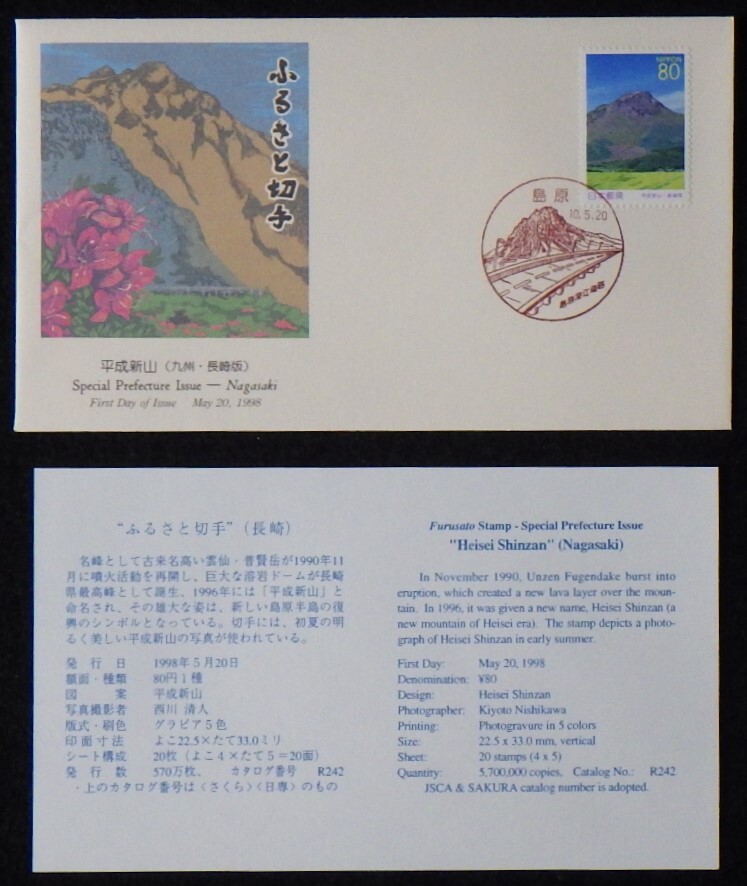 ふるさと切手
NIPPON
80
日本郵便
平成新山・長崎県
島原
10.5.20
島原深江道路
平成新山（九州・長崎版）
Special Prefecture Issue — Nagasaki
First Day of Issue May 20, 1998
“ふるさと切手”（長崎）
名峰として古来名高い雲仙・普賢岳が1990年11
月に噴火活動を再開し、巨大な溶岩ドームが長崎
県最高峰として誕生、1996年には「平成新山」と
命名され、その雄大な姿は、新しい島原半島の復
興のシンボルとなっている。切手には、初夏の明
るく美しい平成新山の写真が使われている。
発行日 1998年5月20日
額面・種類 80円1種
図案 平成新山
写真撮影者 西川 清人
版式・刷色 グラビア5色
印面寸法 よこ22.5×たて33.0ミリ
シート構成 20枚（よこ4×たて5＝20面）
発行数 570万枚、 カタログ番号 R242
・上のカタログ番号は〈さくら〉〈日専〉のもの
Furusato Stamp - Special Prefecture Issue
"Heisei Shinzan" (Nagasaki)
In November 1990, Unzen Fugendake burst into
eruption, which created a new lava layer over the moun-
tain. In 1996, it was given a new name, Heisei Shinzan (a
new mountain of Heisei era). The stamp depicts a photo-
graph of Heisei Shinzan in early summer.
First Day: May 20, 1998
Denomination: ¥80
Design: Heisei Shinzan
Photographer: Kiyoto Nishikawa
Printing: Photogravure in 5 colors
Size: 22.5 x 33.0 mm, vertical
Sheet: 20 stamps (4 x 5)
Quantity: 5,700,000 copies, Catalog No.: R242
JSCA & SAKURA catalog number is adopted.